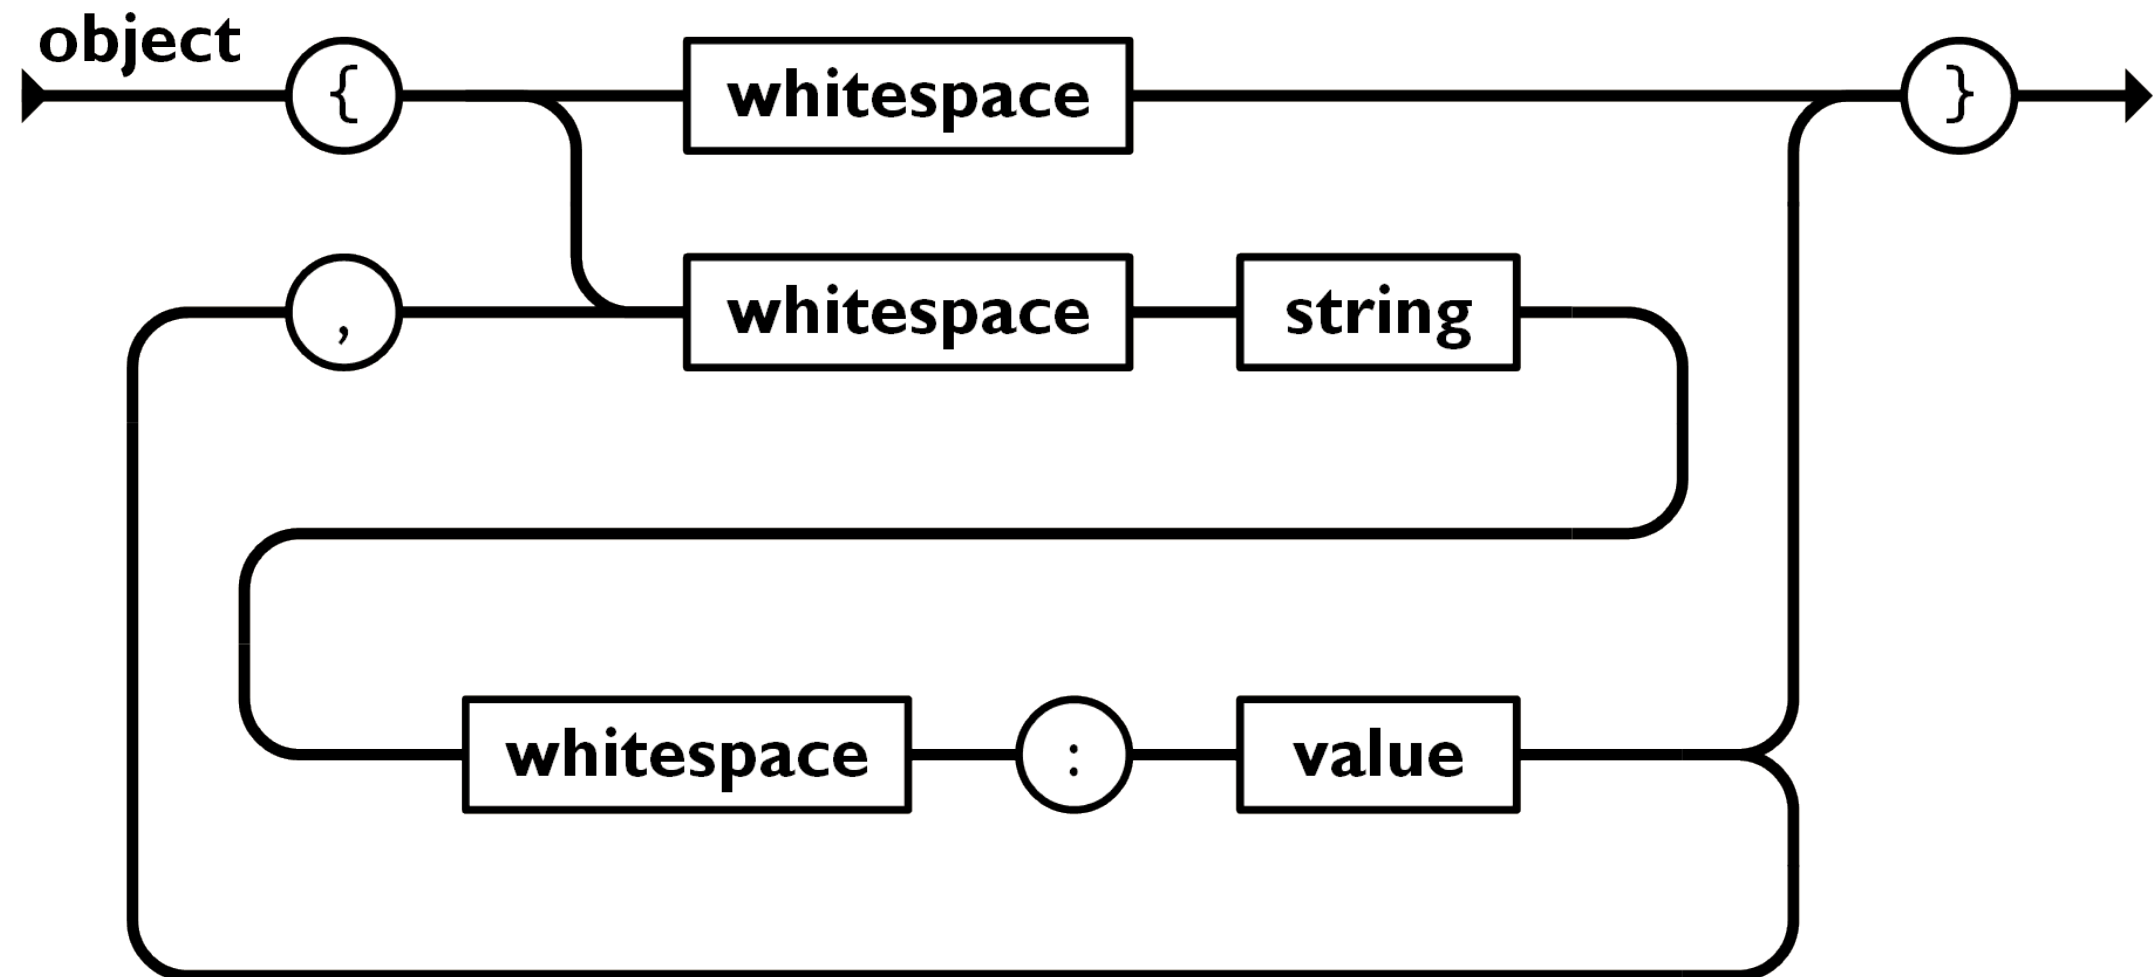 object
{ whitespace }
, whitespace string
whitespace : value